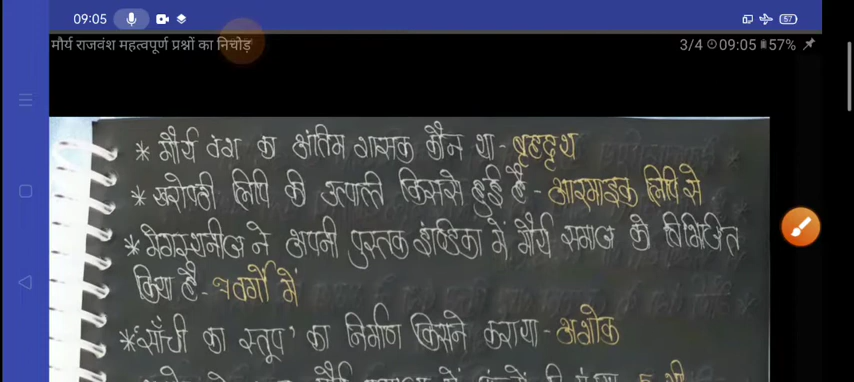 09:05
57
मौर्य राजवंश महत्वपूर्ण प्रश्नों का निचोड़
3/4 09:05 57%
* मौर्य वंश का अंतिम शासक कौन था - बृहद्रथ
* खरोष्ठी लिपि की उत्पत्ति किससे हुई है - आरमाइक लिपि से
* मेगस्थनीज ने अपनी पुस्तक इंण्डिका में मौर्य समाज को विभाजित
किया है - 7 वर्गों में
* 'साँची का स्तूप' का निर्माण किसने कराया - अशोक